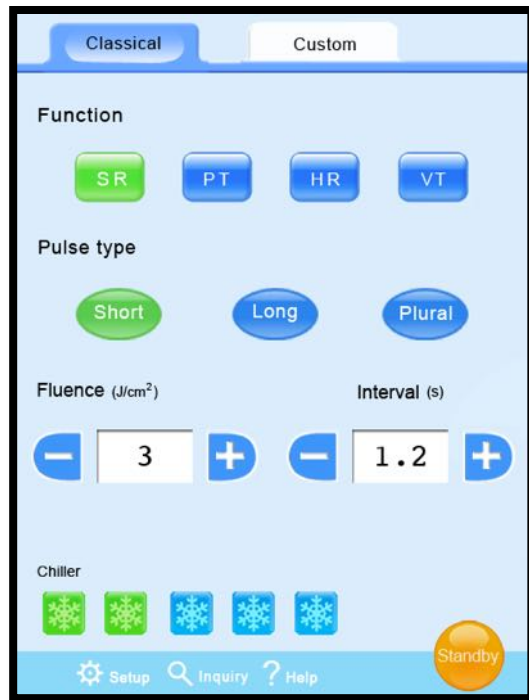 Classical Custom
Function
SR PT HR VT
Pulse type
Short Long Plural
Fluence (J/cm²) Interval (s)
3 1.2
Chiller
Standby
Setup Inquiry ? Help